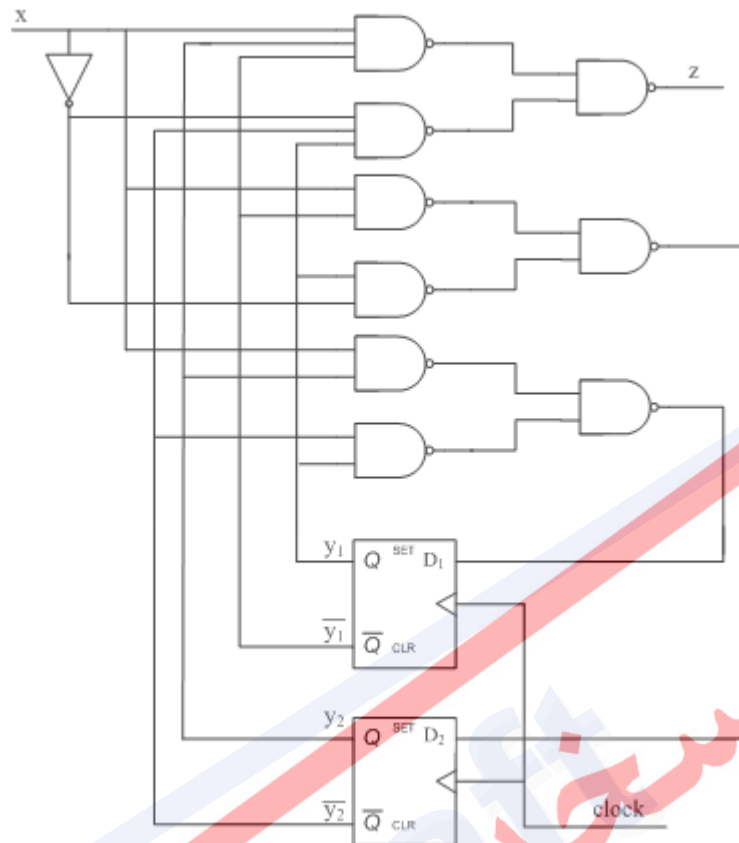 x
z
y₁ Q SET D₁
y₁̅ Q̅ CLR
y₂ Q SET D₂
y₂̅ Q̅ CLR
clock